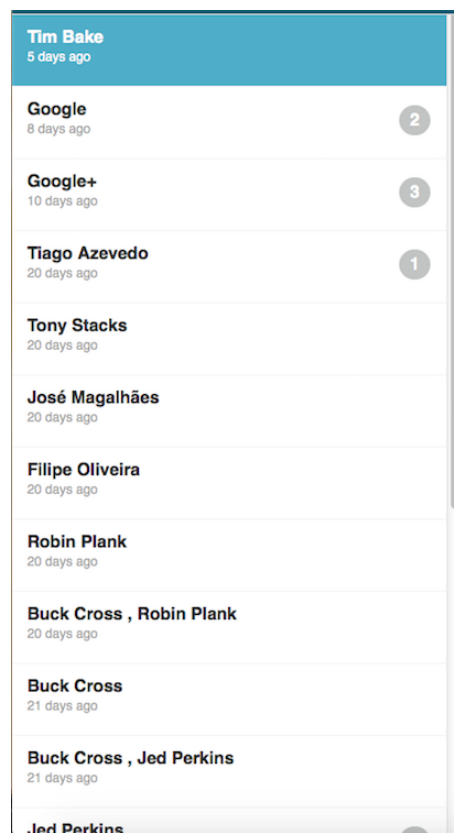 Tim Bake
5 days ago
Google
8 days ago
2
Google+
10 days ago
3
Tiago Azevedo
20 days ago
1
Tony Stacks
20 days ago
José Magalhães
20 days ago
Filipe Oliveira
20 days ago
Robin Plank
20 days ago
Buck Cross , Robin Plank
20 days ago
Buck Cross
21 days ago
Buck Cross , Jed Perkins
21 days ago
Jed Perkins